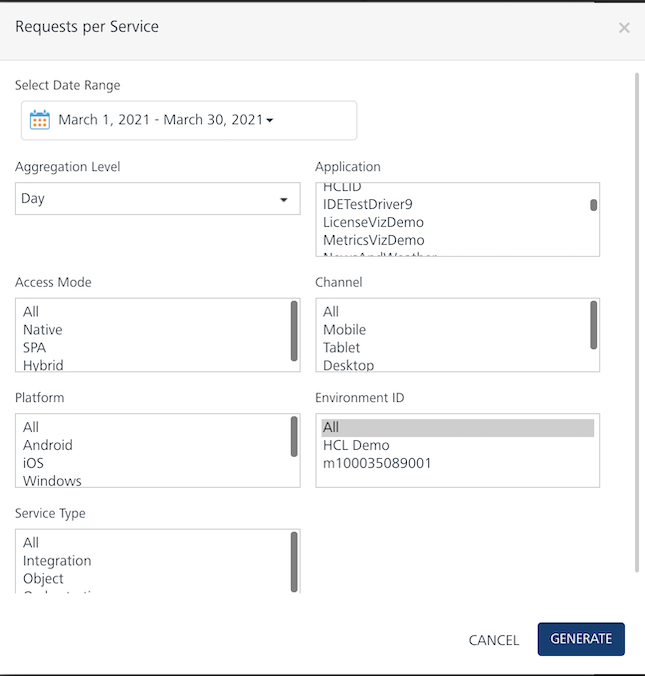 Requests per Service
×
Select Date Range
March 1, 2021 - March 30, 2021
Aggregation Level
Day
Application
HCLID
IDETestDriver9
LicenseVizDemo
MetricsVizDemo
NewsAndWeather
Access Mode
All
Native
SPA
Hybrid
Channel
All
Mobile
Tablet
Desktop
Platform
All
Android
iOS
Windows
Environment ID
All
HCL Demo
m100035089001
Service Type
All
Integration
Object
CANCEL
GENERATE